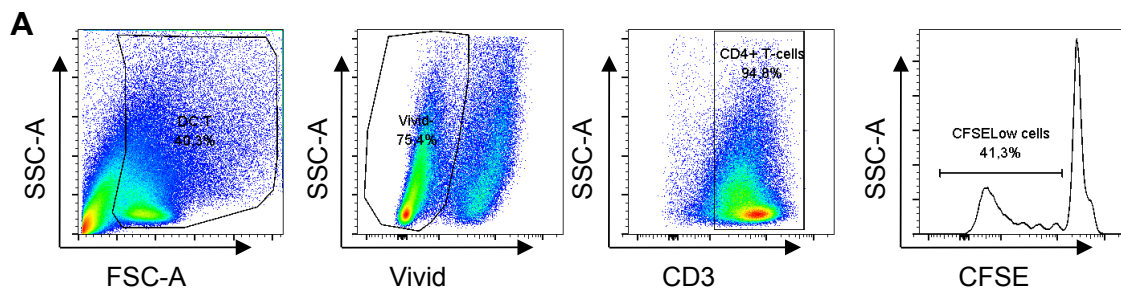 A
SSC-A
DC T
40,3%
FSC-A
SSC-A
Vivid
75,4%
Vivid
SSC-A
CD4+ T-cells
94,8%
CD3
SSC-A
CFSELow cells
41,3%
CFSE